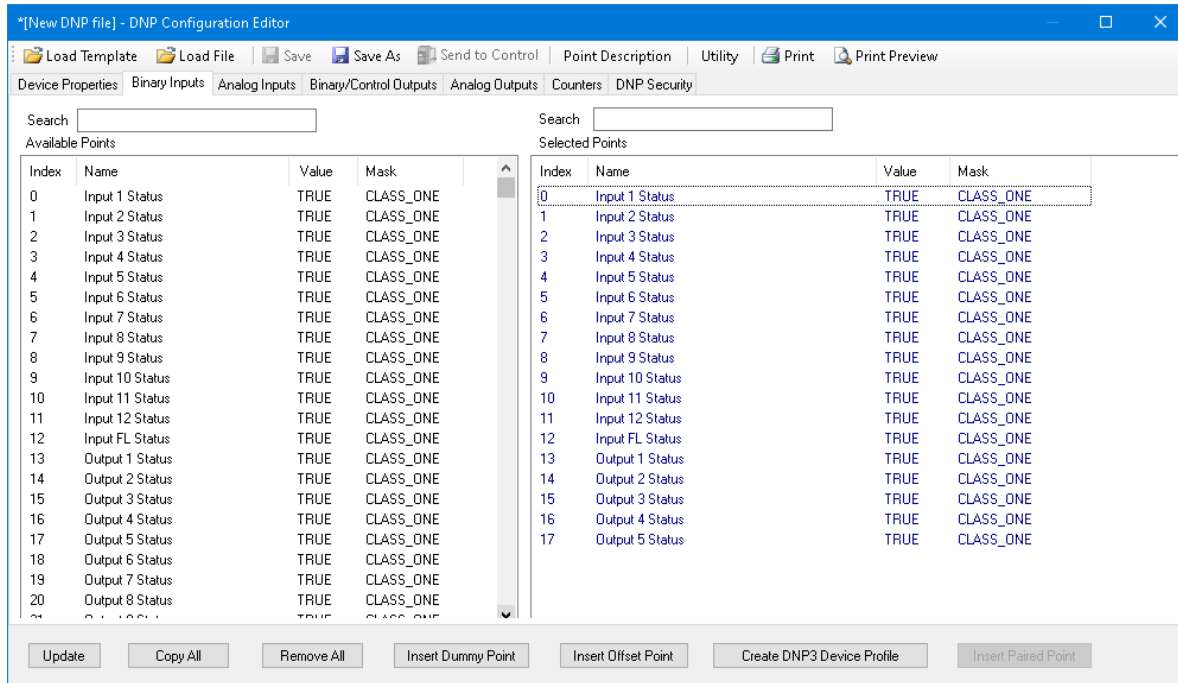 *[New DNP file] - DNP Configuration Editor
Load Template Load File Save Save As Send to Control Point Description Utility Print Print Preview
Device Properties Binary Inputs Analog Inputs Binary/Control Outputs Analog Outputs Counters DNP Security
Search
Available Points
Index Name Value Mask
0 Input 1 Status TRUE CLASS_ONE
1 Input 2 Status TRUE CLASS_ONE
2 Input 3 Status TRUE CLASS_ONE
3 Input 4 Status TRUE CLASS_ONE
4 Input 5 Status TRUE CLASS_ONE
5 Input 6 Status TRUE CLASS_ONE
6 Input 7 Status TRUE CLASS_ONE
7 Input 8 Status TRUE CLASS_ONE
8 Input 9 Status TRUE CLASS_ONE
9 Input 10 Status TRUE CLASS_ONE
10 Input 11 Status TRUE CLASS_ONE
11 Input 12 Status TRUE CLASS_ONE
12 Input FL Status TRUE CLASS_ONE
13 Output 1 Status TRUE CLASS_ONE
14 Output 2 Status TRUE CLASS_ONE
15 Output 3 Status TRUE CLASS_ONE
16 Output 4 Status TRUE CLASS_ONE
17 Output 5 Status TRUE CLASS_ONE
18 Output 6 Status TRUE CLASS_ONE
19 Output 7 Status TRUE CLASS_ONE
20 Output 8 Status TRUE CLASS_ONE
Search
Selected Points
Index Name Value Mask
0 Input 1 Status TRUE CLASS_ONE
1 Input 2 Status TRUE CLASS_ONE
2 Input 3 Status TRUE CLASS_ONE
3 Input 4 Status TRUE CLASS_ONE
4 Input 5 Status TRUE CLASS_ONE
5 Input 6 Status TRUE CLASS_ONE
6 Input 7 Status TRUE CLASS_ONE
7 Input 8 Status TRUE CLASS_ONE
8 Input 9 Status TRUE CLASS_ONE
9 Input 10 Status TRUE CLASS_ONE
10 Input 11 Status TRUE CLASS_ONE
11 Input 12 Status TRUE CLASS_ONE
12 Input FL Status TRUE CLASS_ONE
13 Output 1 Status TRUE CLASS_ONE
14 Output 2 Status TRUE CLASS_ONE
15 Output 3 Status TRUE CLASS_ONE
16 Output 4 Status TRUE CLASS_ONE
17 Output 5 Status TRUE CLASS_ONE
Update Copy All Remove All Insert Dummy Point Insert Offset Point Create DNP3 Device Profile Insert Paired Point